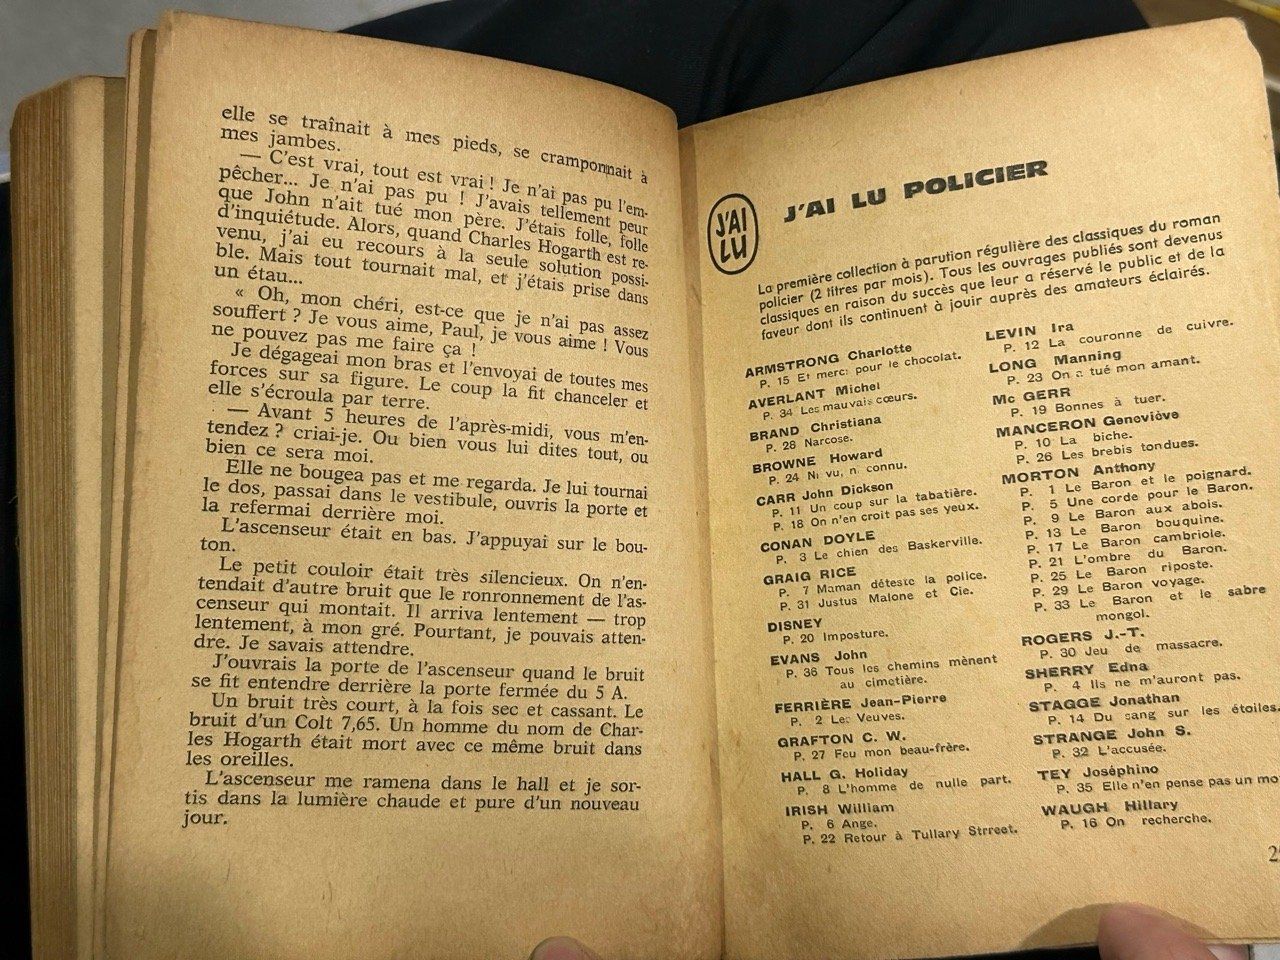 elle se traînait à mes pieds, se cramponnait à
mes jambes.
— C'est vrai, tout est vrai ! Je n'ai pas pu l'em-
pêcher... Je n'ai pas pu ! J'avais tellement peur
que John n'ait tué mon père. J'étais folle, folle
d'inquiétude. Alors, quand Charles Hogarth est re-
venu, j'ai eu recours à la seule solution possi-
ble. Mais tout tournait mal, et j'étais prise dans
un étau...
« Oh, mon chéri, est-ce que je n'ai pas assez
souffert ? Je vous aime, Paul, je vous aime ! Vous
ne pouvez pas me faire ça !
Je dégageai mon bras et l'envoyai de toutes mes
forces sur sa figure. Le coup la fit chanceler et
elle s'écroula par terre.
— Avant 5 heures de l'après-midi, vous m'en-
tendez ? criai-je. Ou bien vous lui dites tout, ou
bien ce sera moi.
Elle ne bougea pas et me regarda. Je lui tournai
le dos, passai dans le vestibule, ouvris la porte et
la refermai derrière moi.
L'ascenseur était en bas. J'appuyai sur le bou-
ton.
Le petit couloir était très silencieux. On n'en-
tendait d'autre bruit que le ronronnement de l'as-
censeur qui montait. Il arriva lentement — trop
lentement, à mon gré. Pourtant, je pouvais atten-
dre. Je savais attendre.
J'ouvrais la porte de l'ascenseur quand le bruit
se fit entendre derrière la porte fermée du 5 A.
Un bruit très court, à la fois sec et cassant. Le
bruit d'un Colt 7,65. Un homme du nom de Char-
les Hogarth était mort avec ce même bruit dans
les oreilles.
L'ascenseur me ramena dans le hall et je sor-
tis dans la lumière chaude et pure d'un nouveau
jour.
J'AI
LU
J'AI LU POLICIER
La première collection à parution régulière des classiques du roman
policier (2 titres par mois). Tous les ouvrages publiés sont devenus
classiques en raison du succès que leur a réservé le public et de la
faveur dont ils continuent à jouir auprès des amateurs éclairés.
ARMSTRONG Charlotte
P. 15 Et merci pour le chocolat.
AVERLANT Michel
P. 34 Les mauvais cœurs.
BRAND Christiana
P. 28 Narcose.
BROWNE Howard
P. 24 Ni vu, ni connu.
CARR John Dickson
P. 11 Un coup sur la tabatière.
P. 18 On n'en croit pas ses yeux.
CONAN DOYLE
P. 3 Le chien des Baskerville.
GRAIG RICE
P. 7 Maman déteste la police.
P. 31 Justus Malone et Cie.
DISNEY
P. 20 Imposture.
EVANS John
P. 36 Tous les chemins mènent
au cimetière.
FERRIÈRE Jean-Pierre
P. 2 Les Veuves.
GRAFTON C. W.
P. 27 Feu mon beau-frère.
HALL G. Holiday
P. 8 L'homme de nulle part.
IRISH William
P. 6 Ange.
P. 22 Retour à Tullary Strreet.
LEVIN Ira
P. 12 La couronne de cuivre.
LONG Manning
P. 23 On a tué mon amant.
Mc GERR
P. 19 Bonnes à tuer.
MANCERON Geneviève
P. 10 La biche.
P. 26 Les brebis tondues.
MORTON Anthony
P. 1 Le Baron et le poignard.
P. 5 Une corde pour le Baron.
P. 9 Le Baron aux abois.
P. 13 Le Baron bouquine.
P. 17 Le Baron cambriole.
P. 21 L'ombre du Baron.
P. 25 Le Baron riposte.
P. 29 Le Baron voyage.
P. 33 Le Baron et le sabre
mongol.
ROGERS J.-T.
P. 30 Jeu de massacre.
SHERRY Edna
P. 4 Ils ne m'auront pas.
STAGGE Jonathan
P. 14 Du sang sur les étoiles.
STRANGE John S.
P. 32 L'accusée.
TEY Joséphino
P. 35 Elle n'en pense pas un mo
WAUGH Hillary
P. 16 On recherche.